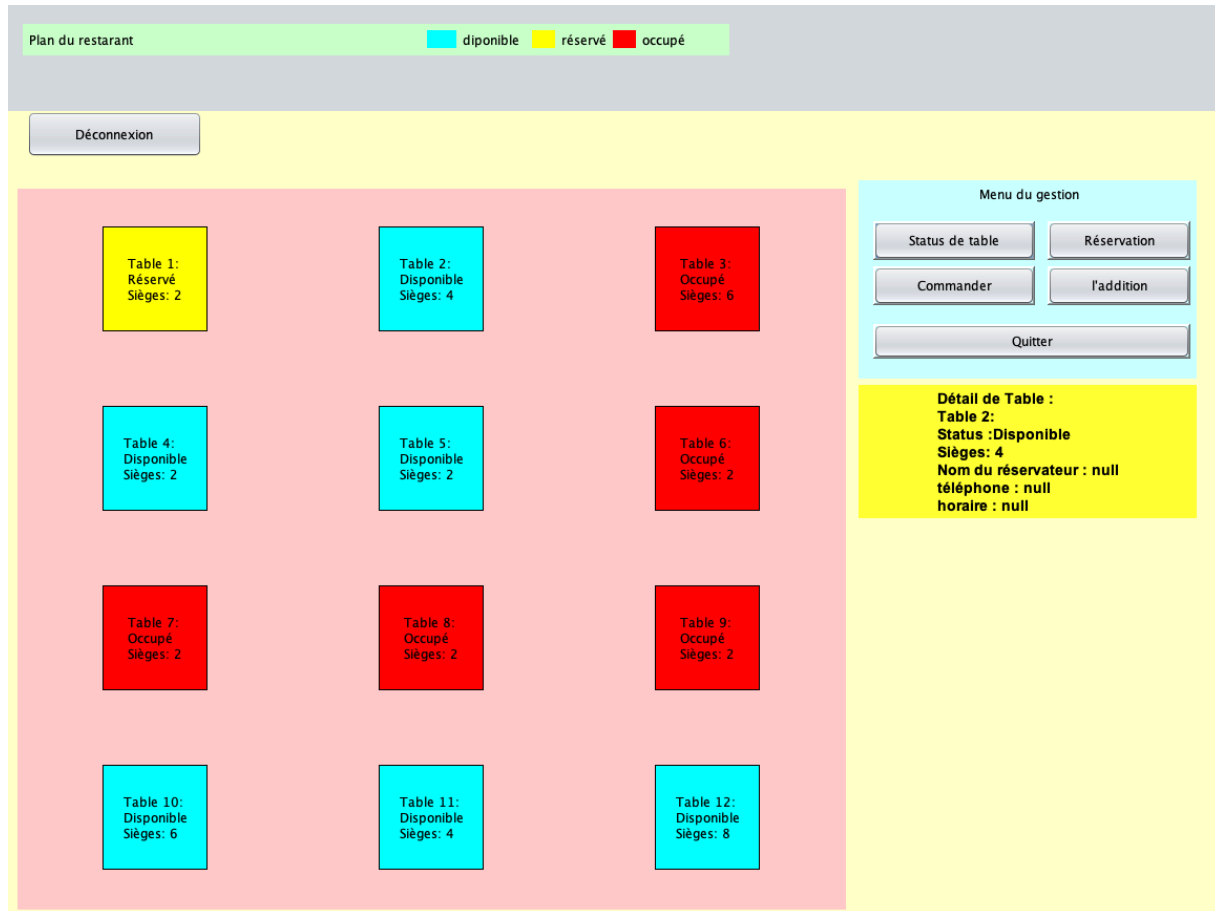 Plan du restarant
diponible réservé occupé
Déconnexion
Menu du gestion
Status de table Réservation
Commander l'addition
Quitter
Détail de Table :
Table 2:
Status :Disponible
Sièges: 4
Nom du réservateur : null
téléphone : null
horaire : null
Table 1:
Réservé
Sièges: 2
Table 2:
Disponible
Sièges: 4
Table 3:
Occupé
Sièges: 6
Table 4:
Disponible
Sièges: 2
Table 5:
Disponible
Sièges: 2
Table 6:
Occupé
Sièges: 2
Table 7:
Occupé
Sièges: 2
Table 8:
Occupé
Sièges: 2
Table 9:
Occupé
Sièges: 2
Table 10:
Disponible
Sièges: 6
Table 11:
Disponible
Sièges: 4
Table 12:
Disponible
Sièges: 8